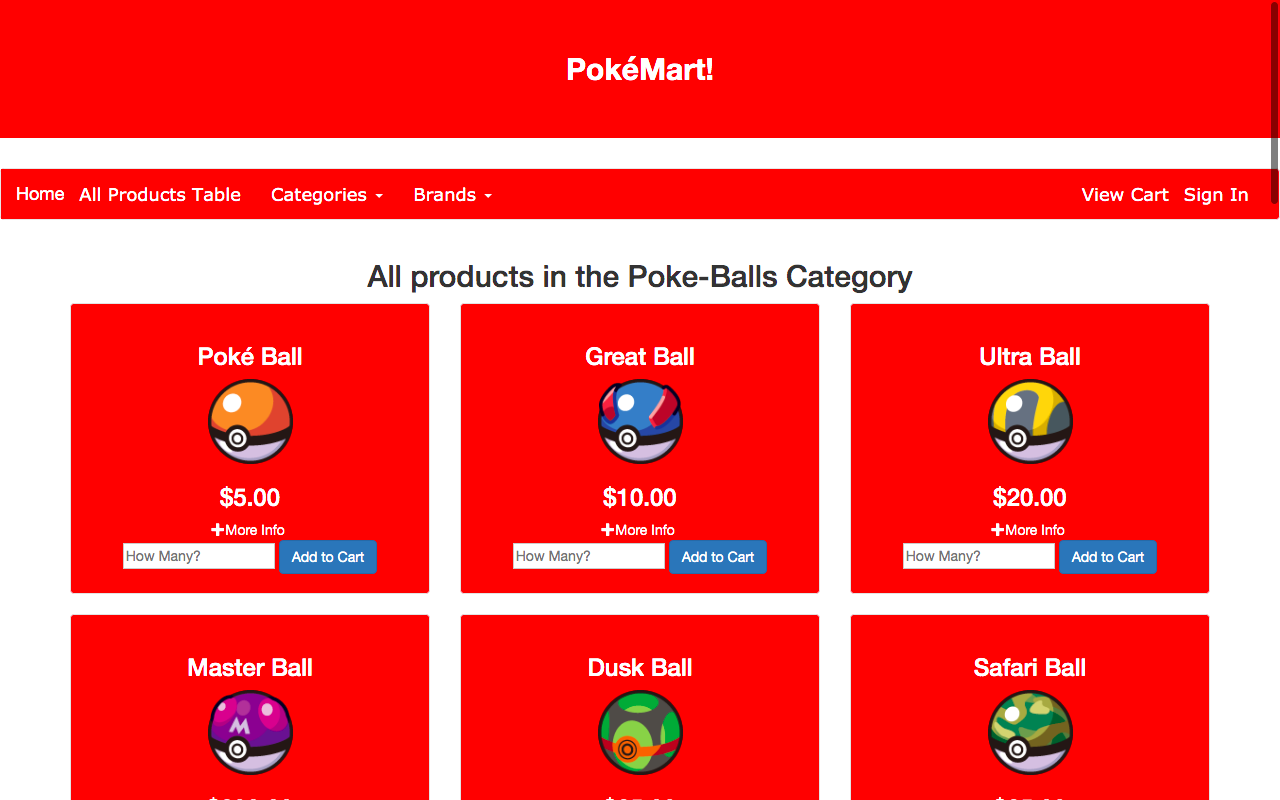 PokéMart!
Home All Products Table Categories Brands View Cart Sign In
All products in the Poke-Balls Category
Poké Ball Great Ball Ultra Ball
$5.00 $10.00 $20.00
More Info More Info More Info
How Many? Add to Cart How Many? Add to Cart How Many? Add to Cart
Master Ball Dusk Ball Safari Ball
M